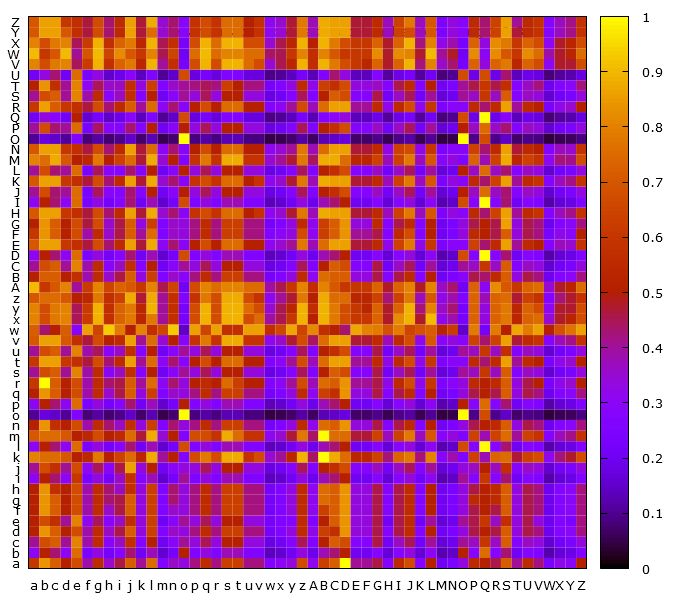 Z
Y
X
W
V
U
T
S
R
Q
P
O
N
M
L
K
J
I
H
G
F
E
D
C
B
A
z
y
x
w
v
u
t
s
r
q
p
o
n
m
l
k
j
i
h
g
f
e
d
c
b
a
a b c d e f g h i j k l m n o p q r s t u v w x y z A B C D E F G H I J K L M N O P Q R S T U V W X Y Z
1
0.9
0.8
0.7
0.6
0.5
0.4
0.3
0.2
0.1
0